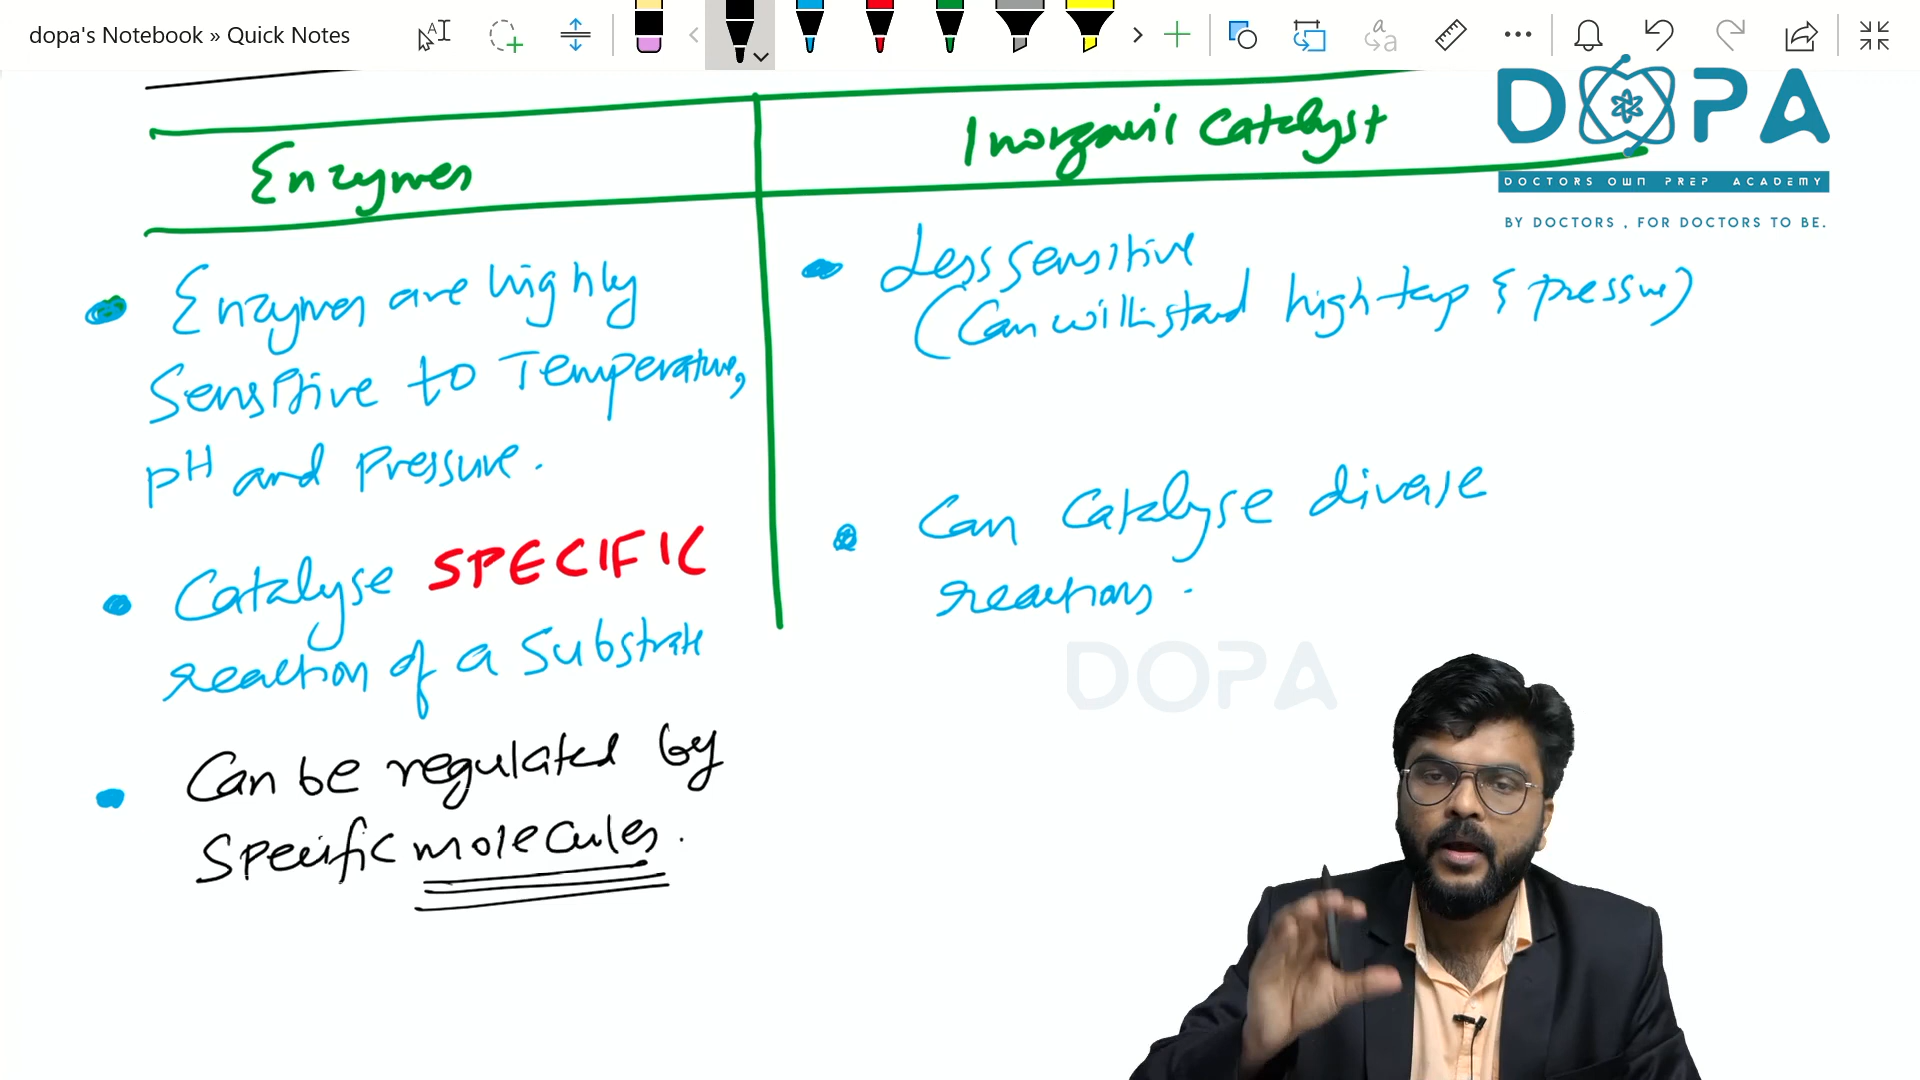 dopa's Notebook » Quick Notes
DOPA
DOCTORS OWN PREP ACADEMY
BY DOCTORS , FOR DOCTORS TO BE.
Enzymes
Inorganic Catalyst
Enzymes are highly
Sensitive to Temperature,
pH and Pressure.
Catalyse SPECIFIC
reaction of a Substrate
Can be regulated by
Specific molecules.
Less sensitive
(Can withstand high temp & pressure)
Can Catalyse diverse
reactions.
DOPA